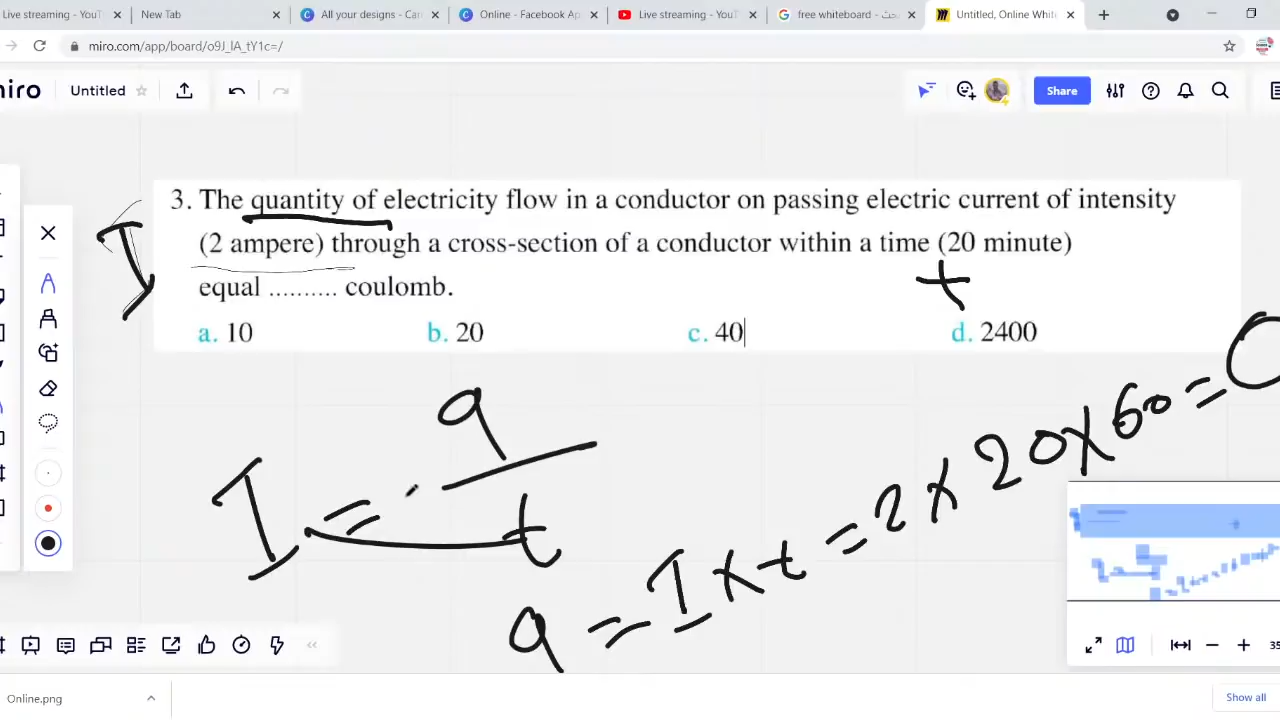 Live streaming - YouT
New Tab
All your designs - Can
Online - Facebook Ap
Live streaming - YouT
free whiteboard - بحث
Untitled, Online Whit
miro.com/app/board/o9J_lA_tY1c=/
miro
Untitled
Share
3. The quantity of electricity flow in a conductor on passing electric current of intensity
(2 ampere) through a cross-section of a conductor within a time (20 minute)
equal .......... coulomb.
a. 10
b. 20
c. 40
d. 2400
I
t
I = q / t
q = I x t = 2 x 20 x 60 =
35
Online.png
Show all